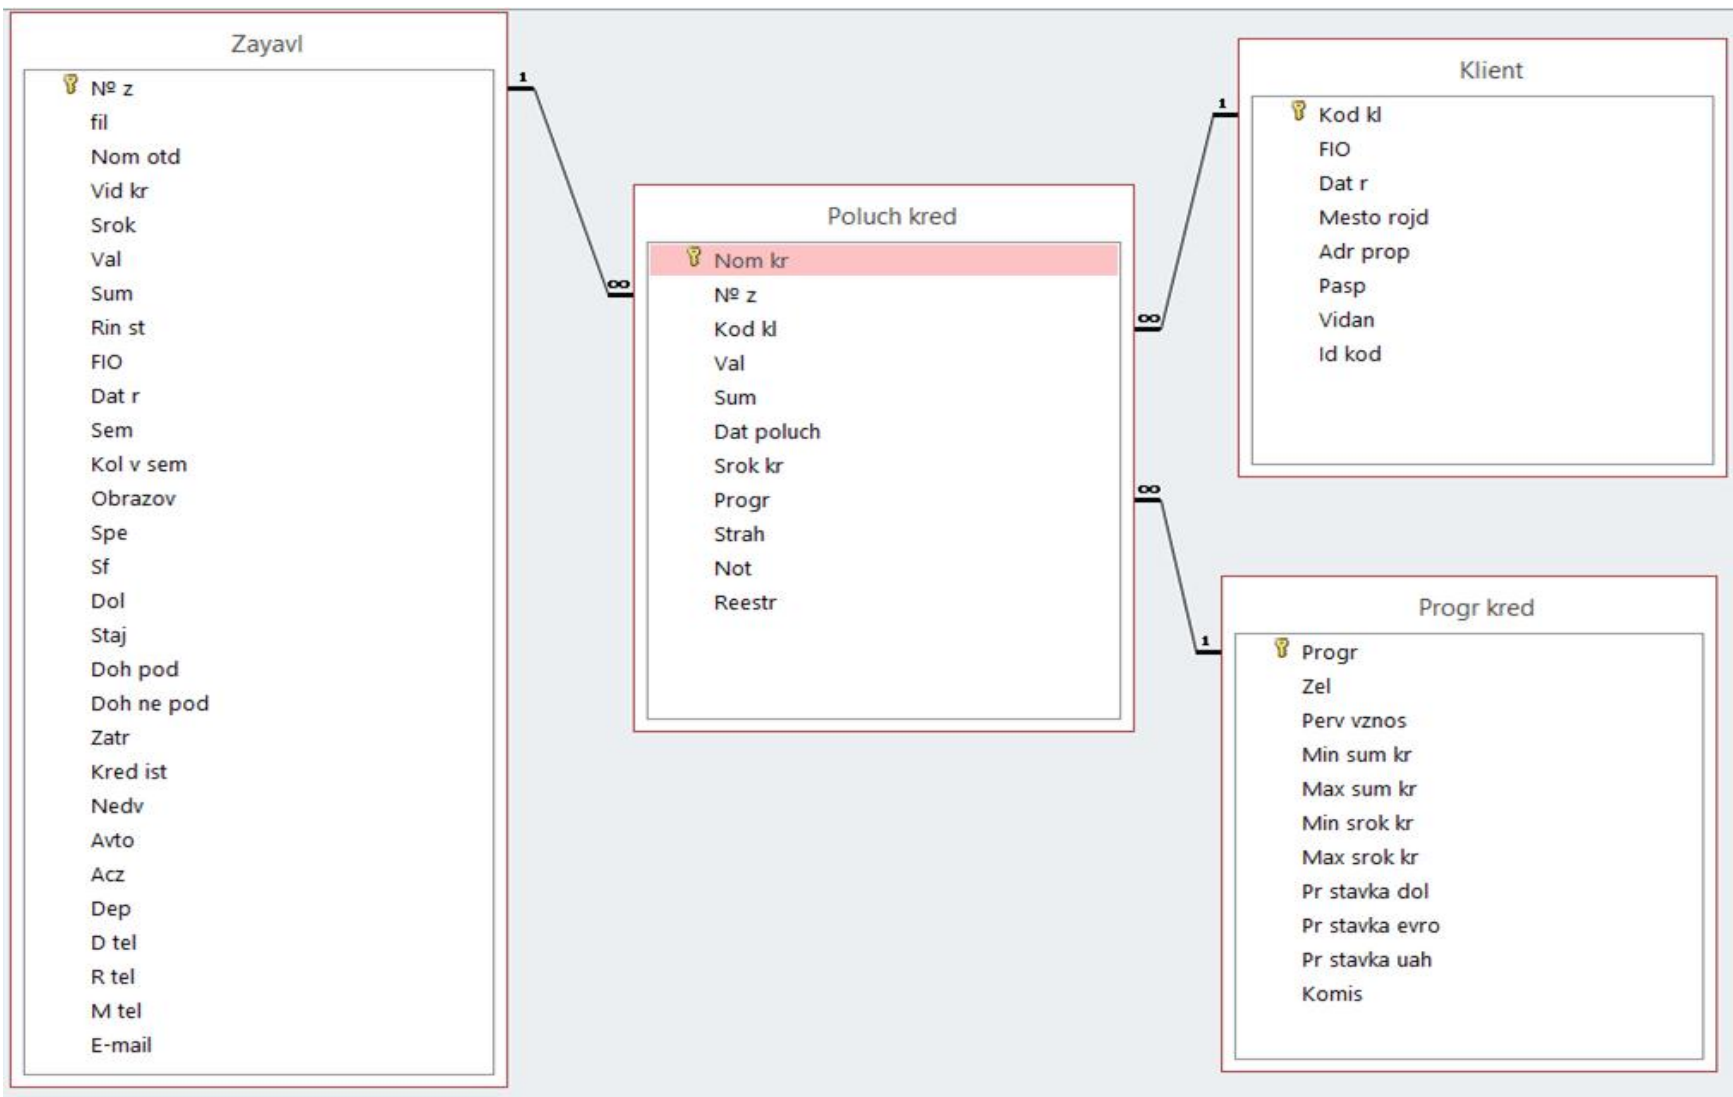 Zayavl
№ z
fil
Nom otd
Vid kr
Srok
Val
Sum
Rin st
FIO
Dat r
Sem
Kol v sem
Obrazov
Spe
Sf
Dol
Staj
Doh pod
Doh ne pod
Zatr
Kred ist
Nedv
Avto
Acz
Dep
D tel
R tel
M tel
E-mail
1
∞
Poluch kred
Nom kr
№ z
Kod kl
Val
Sum
Dat poluch
Srok kr
Progr
Strah
Not
Reestr
1
∞
Klient
Kod kl
FIO
Dat r
Mesto rojd
Adr prop
Pasp
Vidan
Id kod
∞
1
Progr kred
Progr
Zel
Perv vznos
Min sum kr
Max sum kr
Min srok kr
Max srok kr
Pr stavka dol
Pr stavka evro
Pr stavka uah
Komis